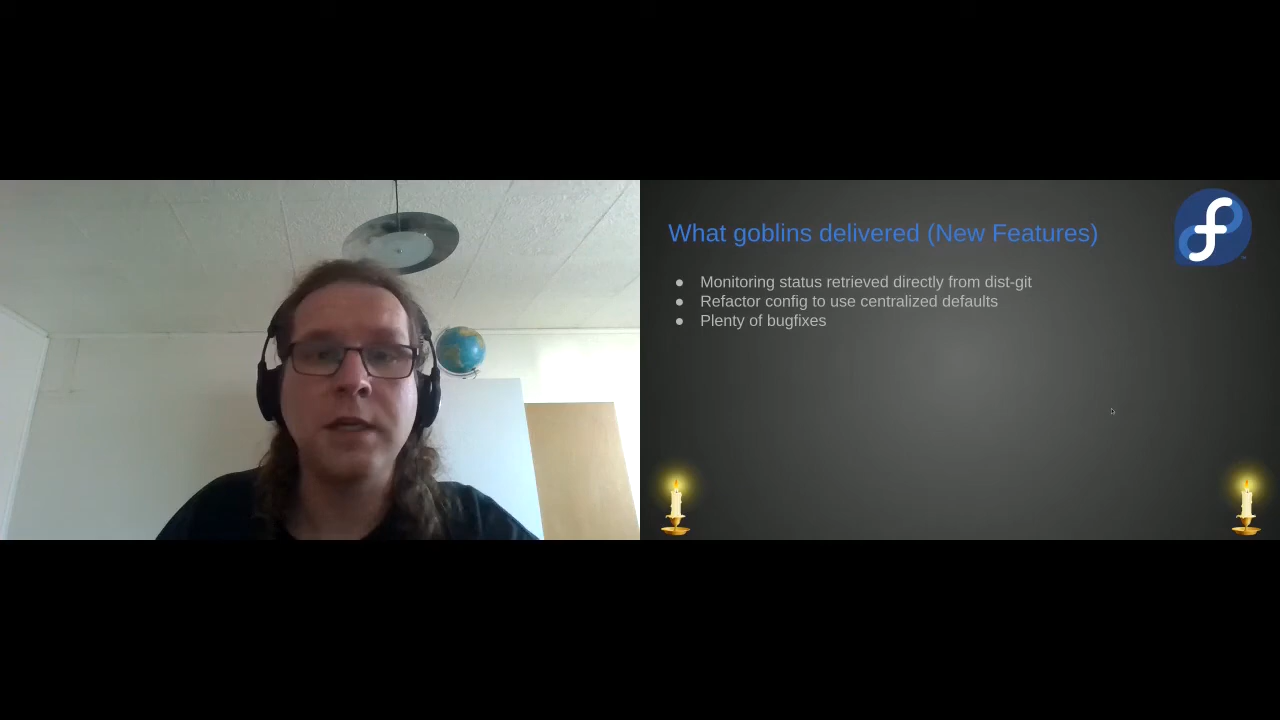 What goblins delivered (New Features)
● Monitoring status retrieved directly from dist-git
● Refactor config to use centralized defaults
● Plenty of bugfixes